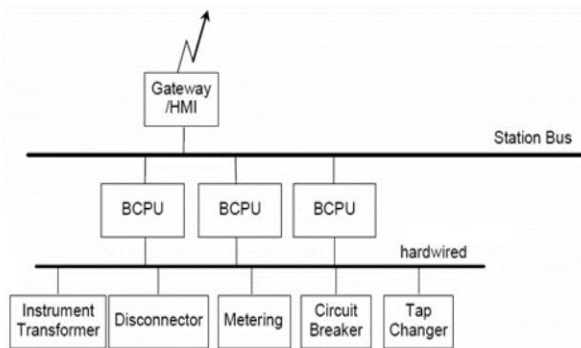 Gateway
/HMI
Station Bus
BCPU
BCPU
BCPU
hardwired
Instrument
Transformer
Disconnector
Metering
Circuit
Breaker
Tap
Changer